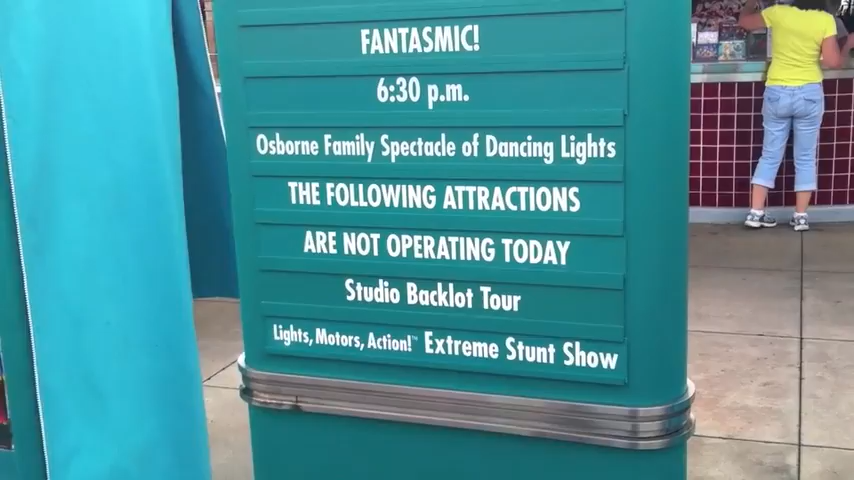 FANTASMIC!
6:30 p.m.
Osborne Family Spectacle of Dancing Lights
THE FOLLOWING ATTRACTIONS
ARE NOT OPERATING TODAY
Studio Backlot Tour
Lights, Motors, Action!™ Extreme Stunt Show